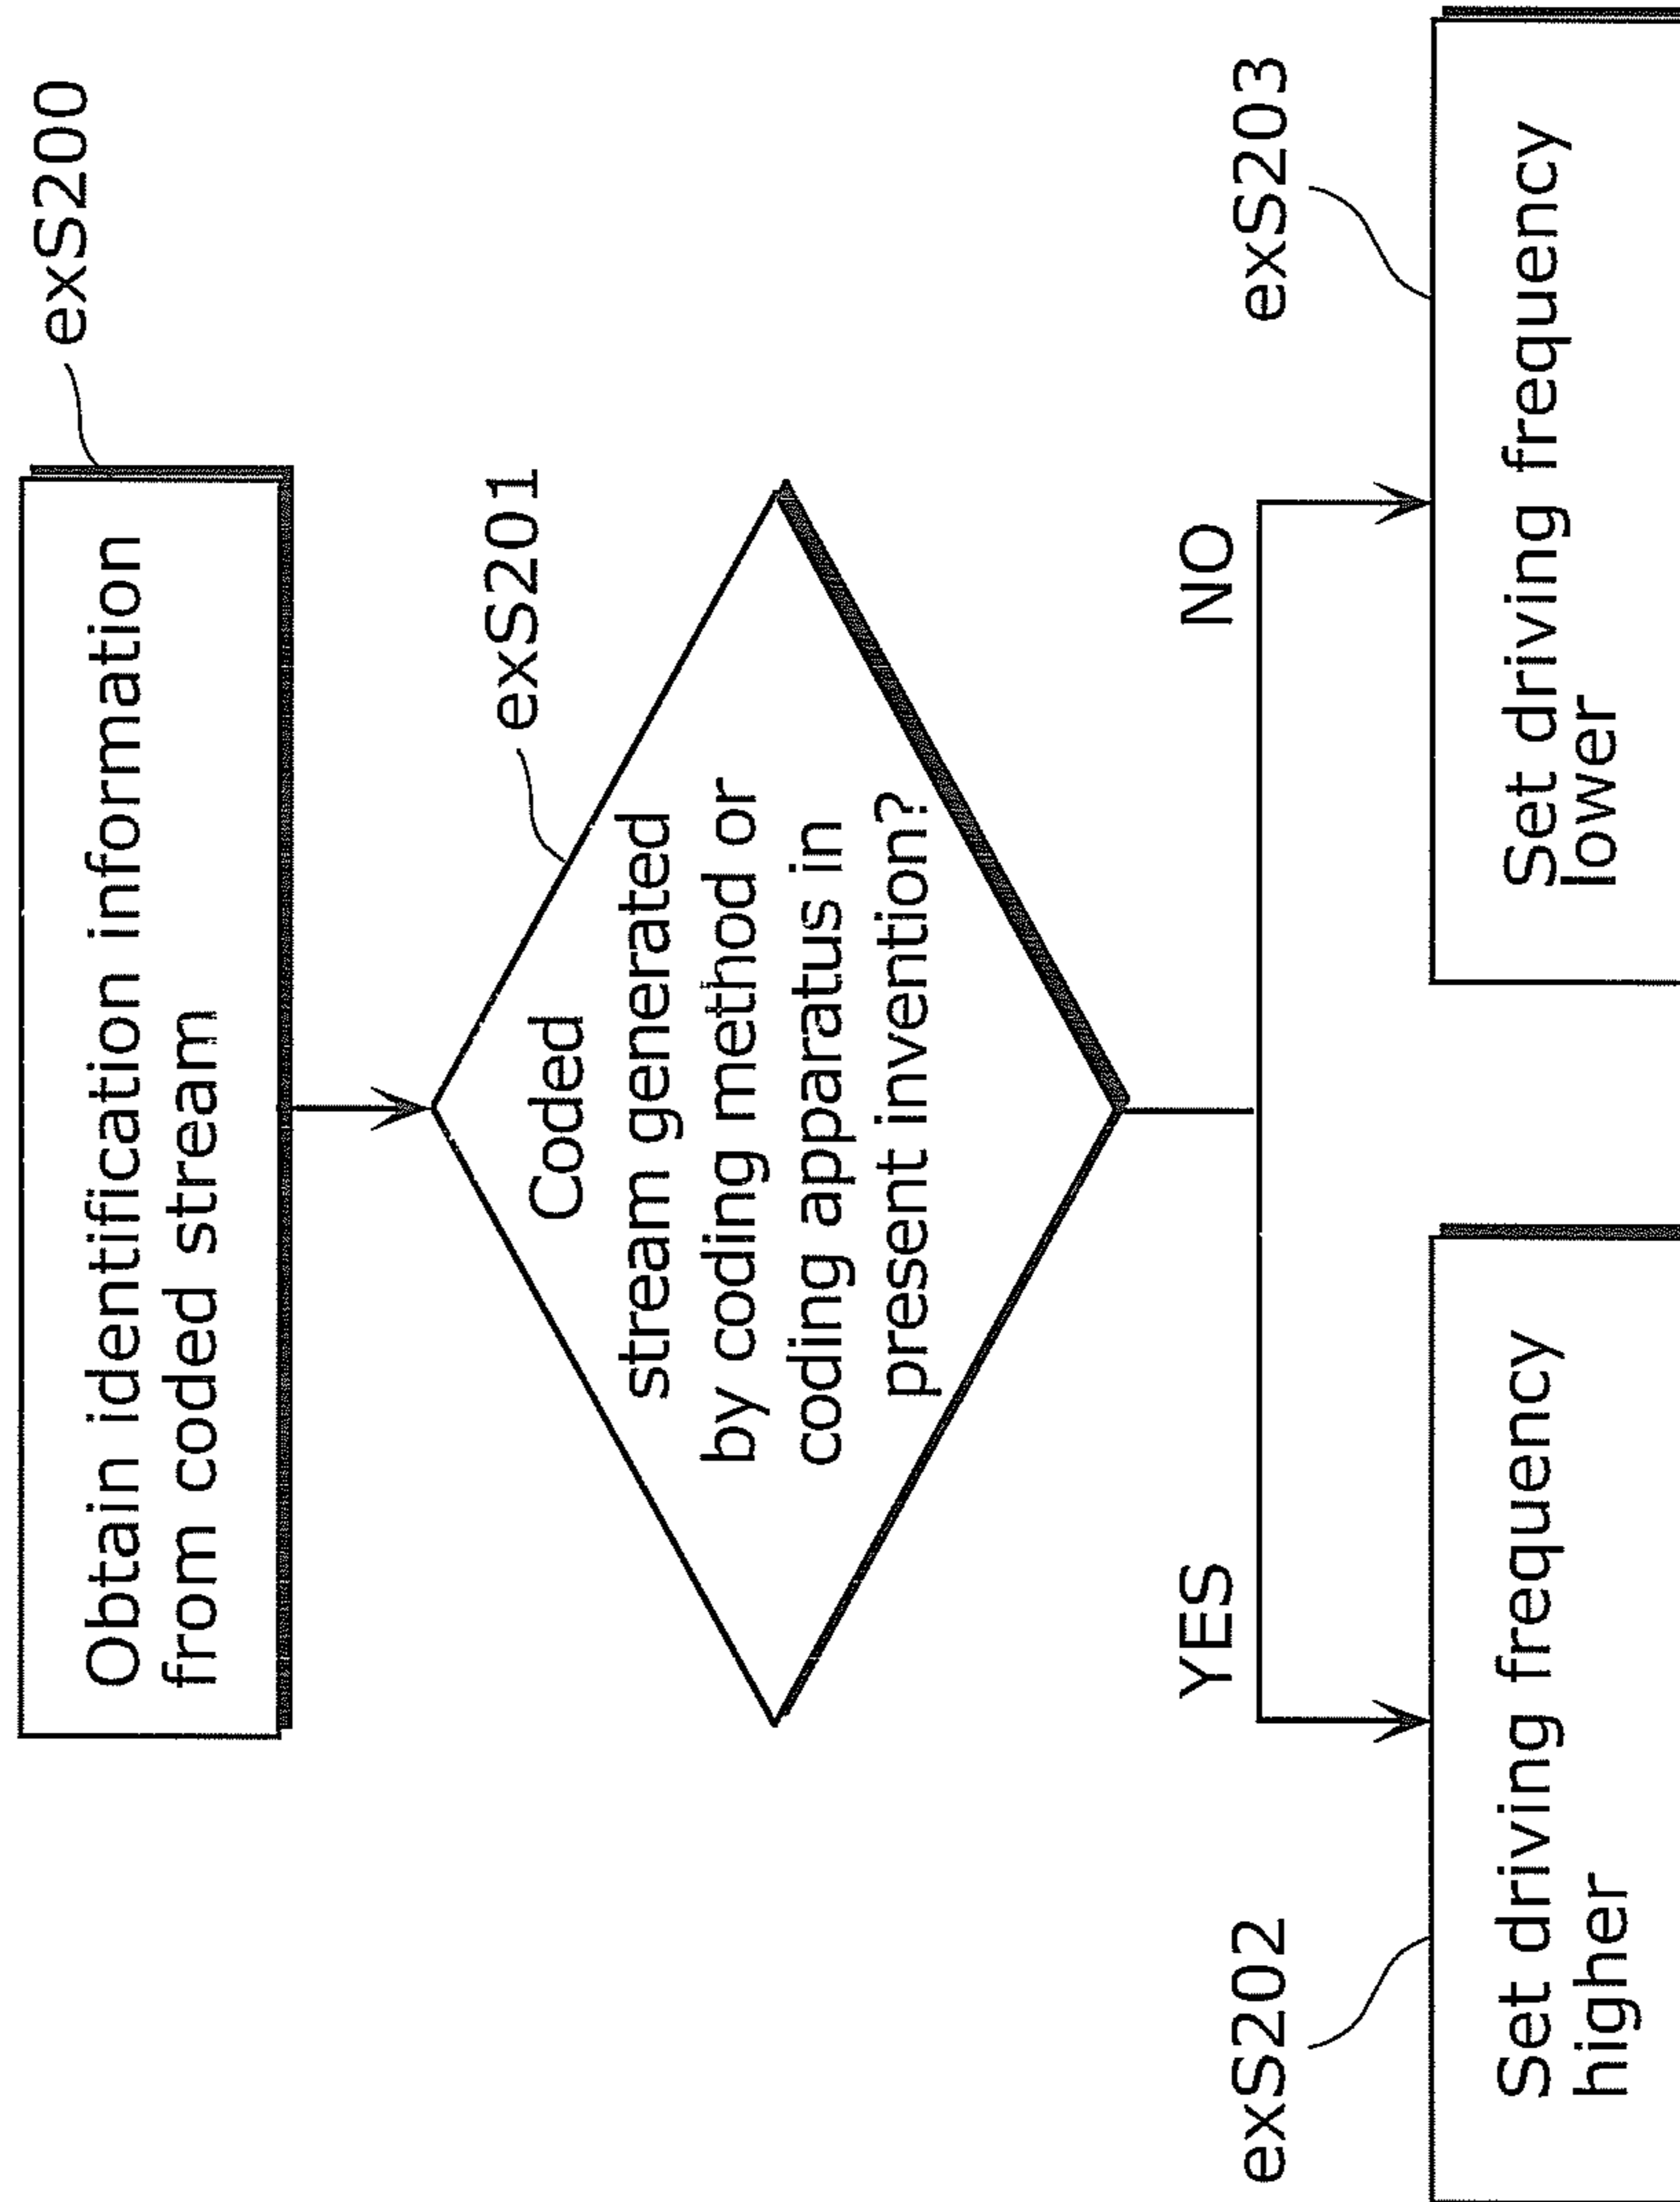 exS200
Obtain identification information
from coded stream
exS201
Coded
stream generated
by coding method or
coding apparatus in
present invention?
YES
NO
exS202
exS203
Set driving frequency
higher
Set driving frequency
lower